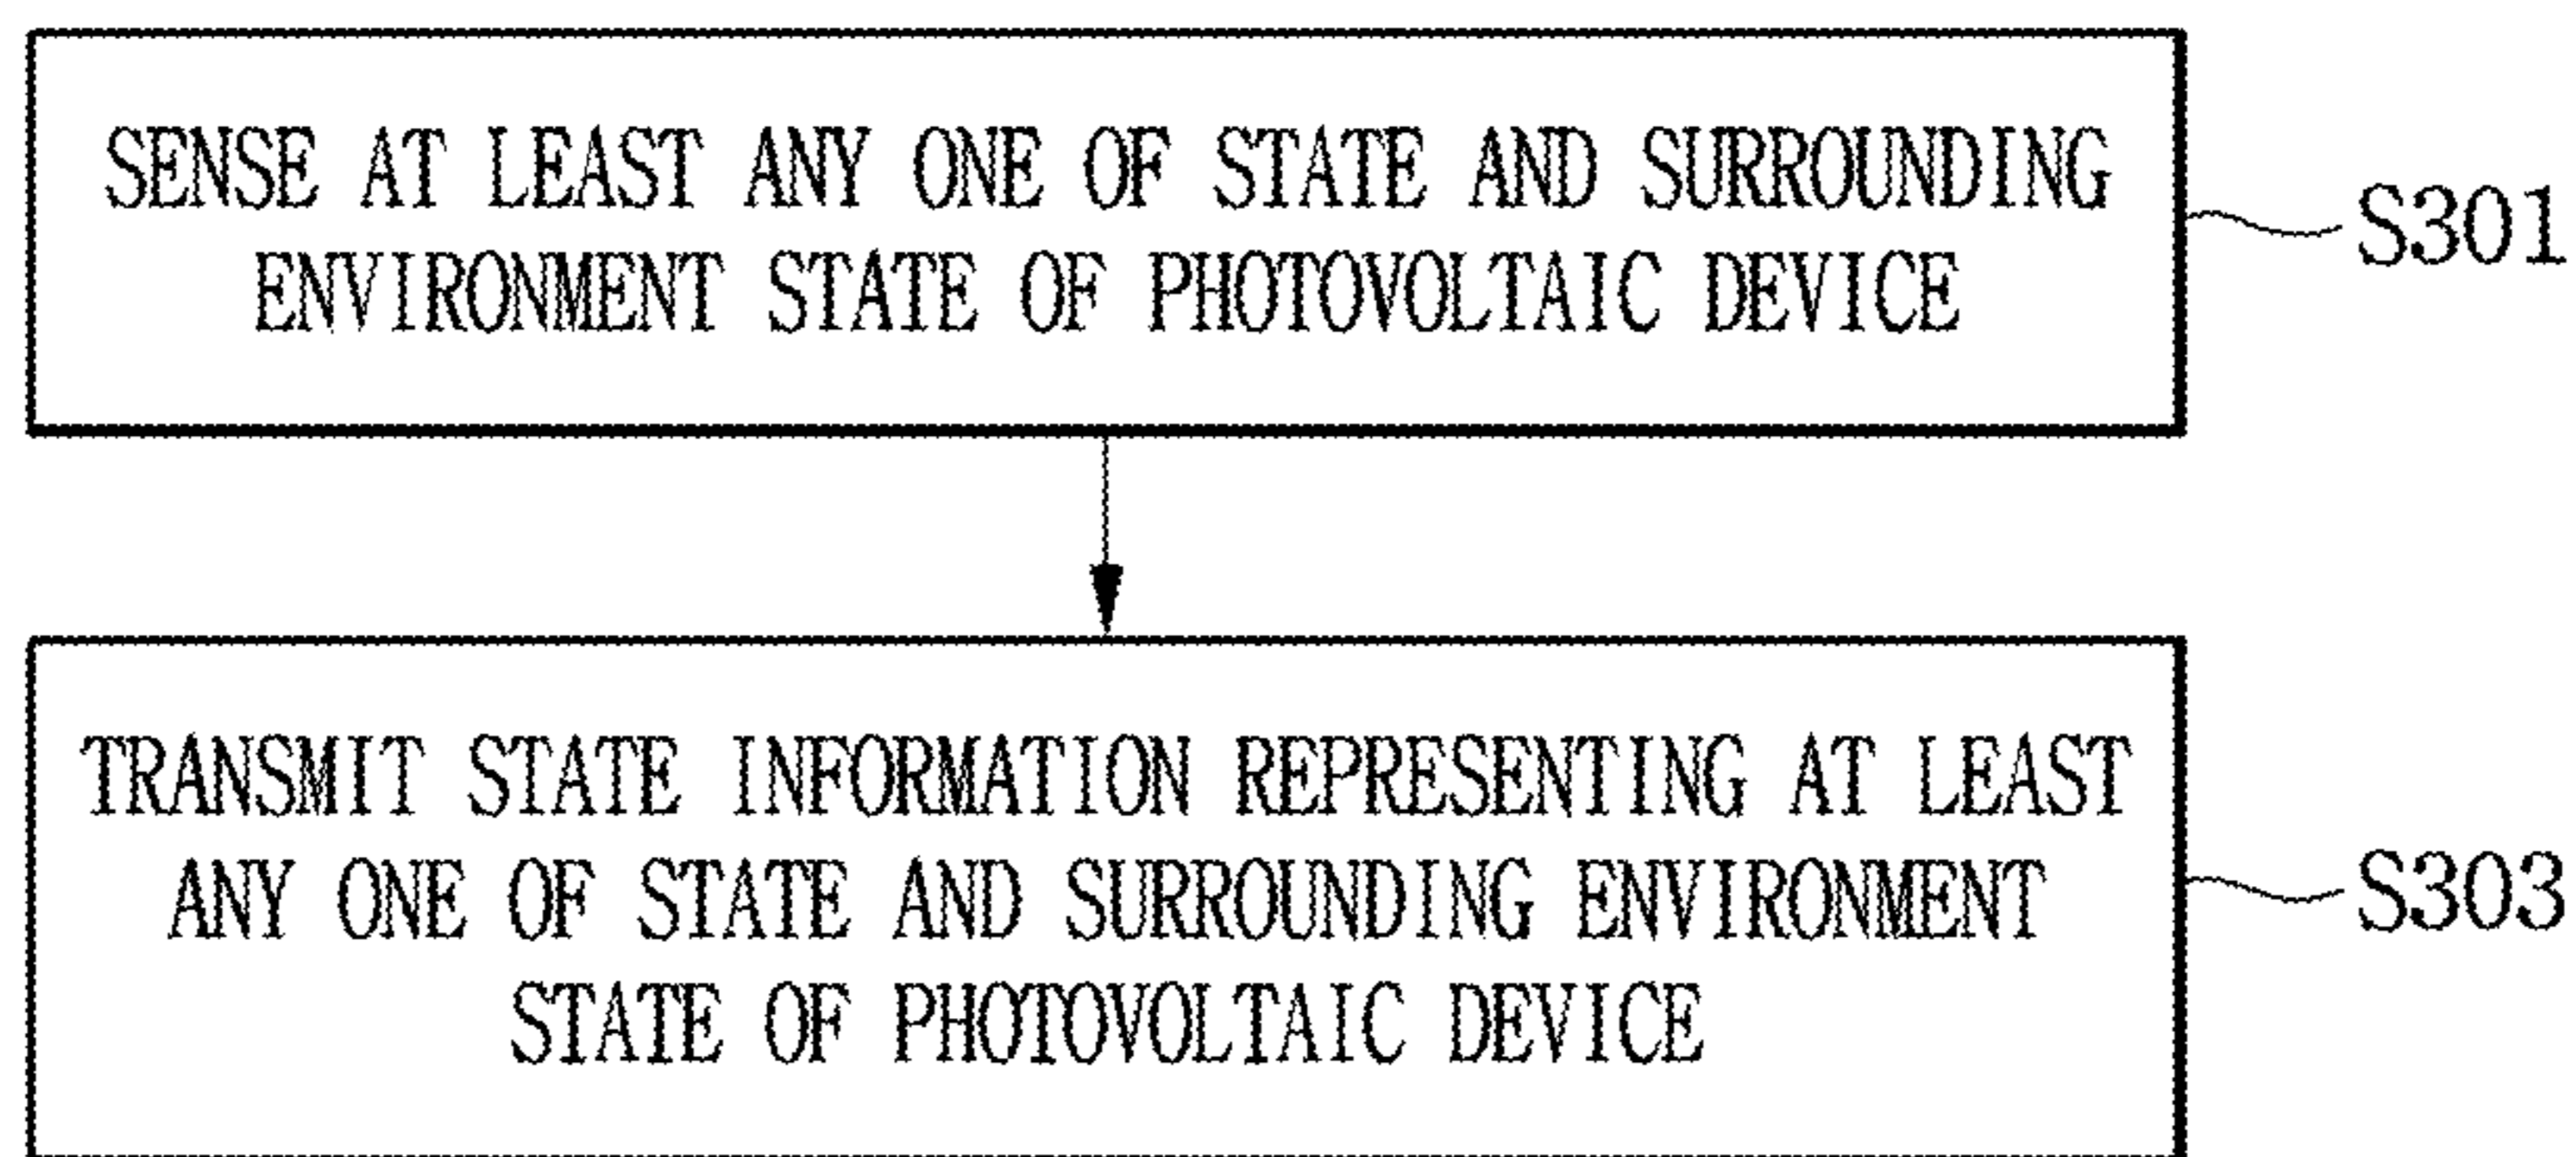 SENSE AT LEAST ANY ONE OF STATE AND SURROUNDING
ENVIRONMENT STATE OF PHOTOVOLTAIC DEVICE
S301
TRANSMIT STATE INFORMATION REPRESENTING AT LEAST
ANY ONE OF STATE AND SURROUNDING ENVIRONMENT
STATE OF PHOTOVOLTAIC DEVICE
S303